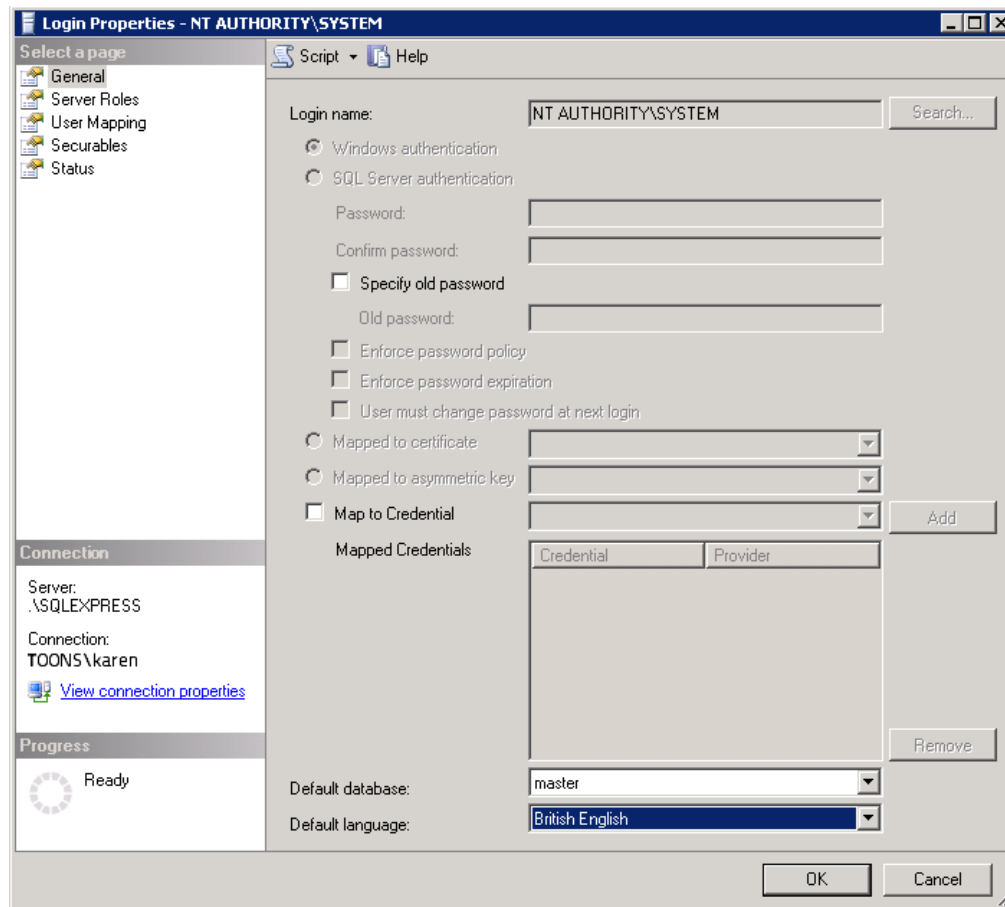 Login Properties - NT AUTHORITY\SYSTEM
Select a page
General
Server Roles
User Mapping
Securables
Status
Script Help
Login name: NT AUTHORITY\SYSTEM Search...
Windows authentication
SQL Server authentication
Password:
Confirm password:
Specify old password
Old password:
Enforce password policy
Enforce password expiration
User must change password at next login
Mapped to certificate
Mapped to asymmetric key
Map to Credential Add
Mapped Credentials Credential Provider
Remove
Default database: master
Default language: British English
Connection
Server:
.\SQLEXPRESS
Connection:
TOONS\karen
View connection properties
Progress
Ready
OK Cancel